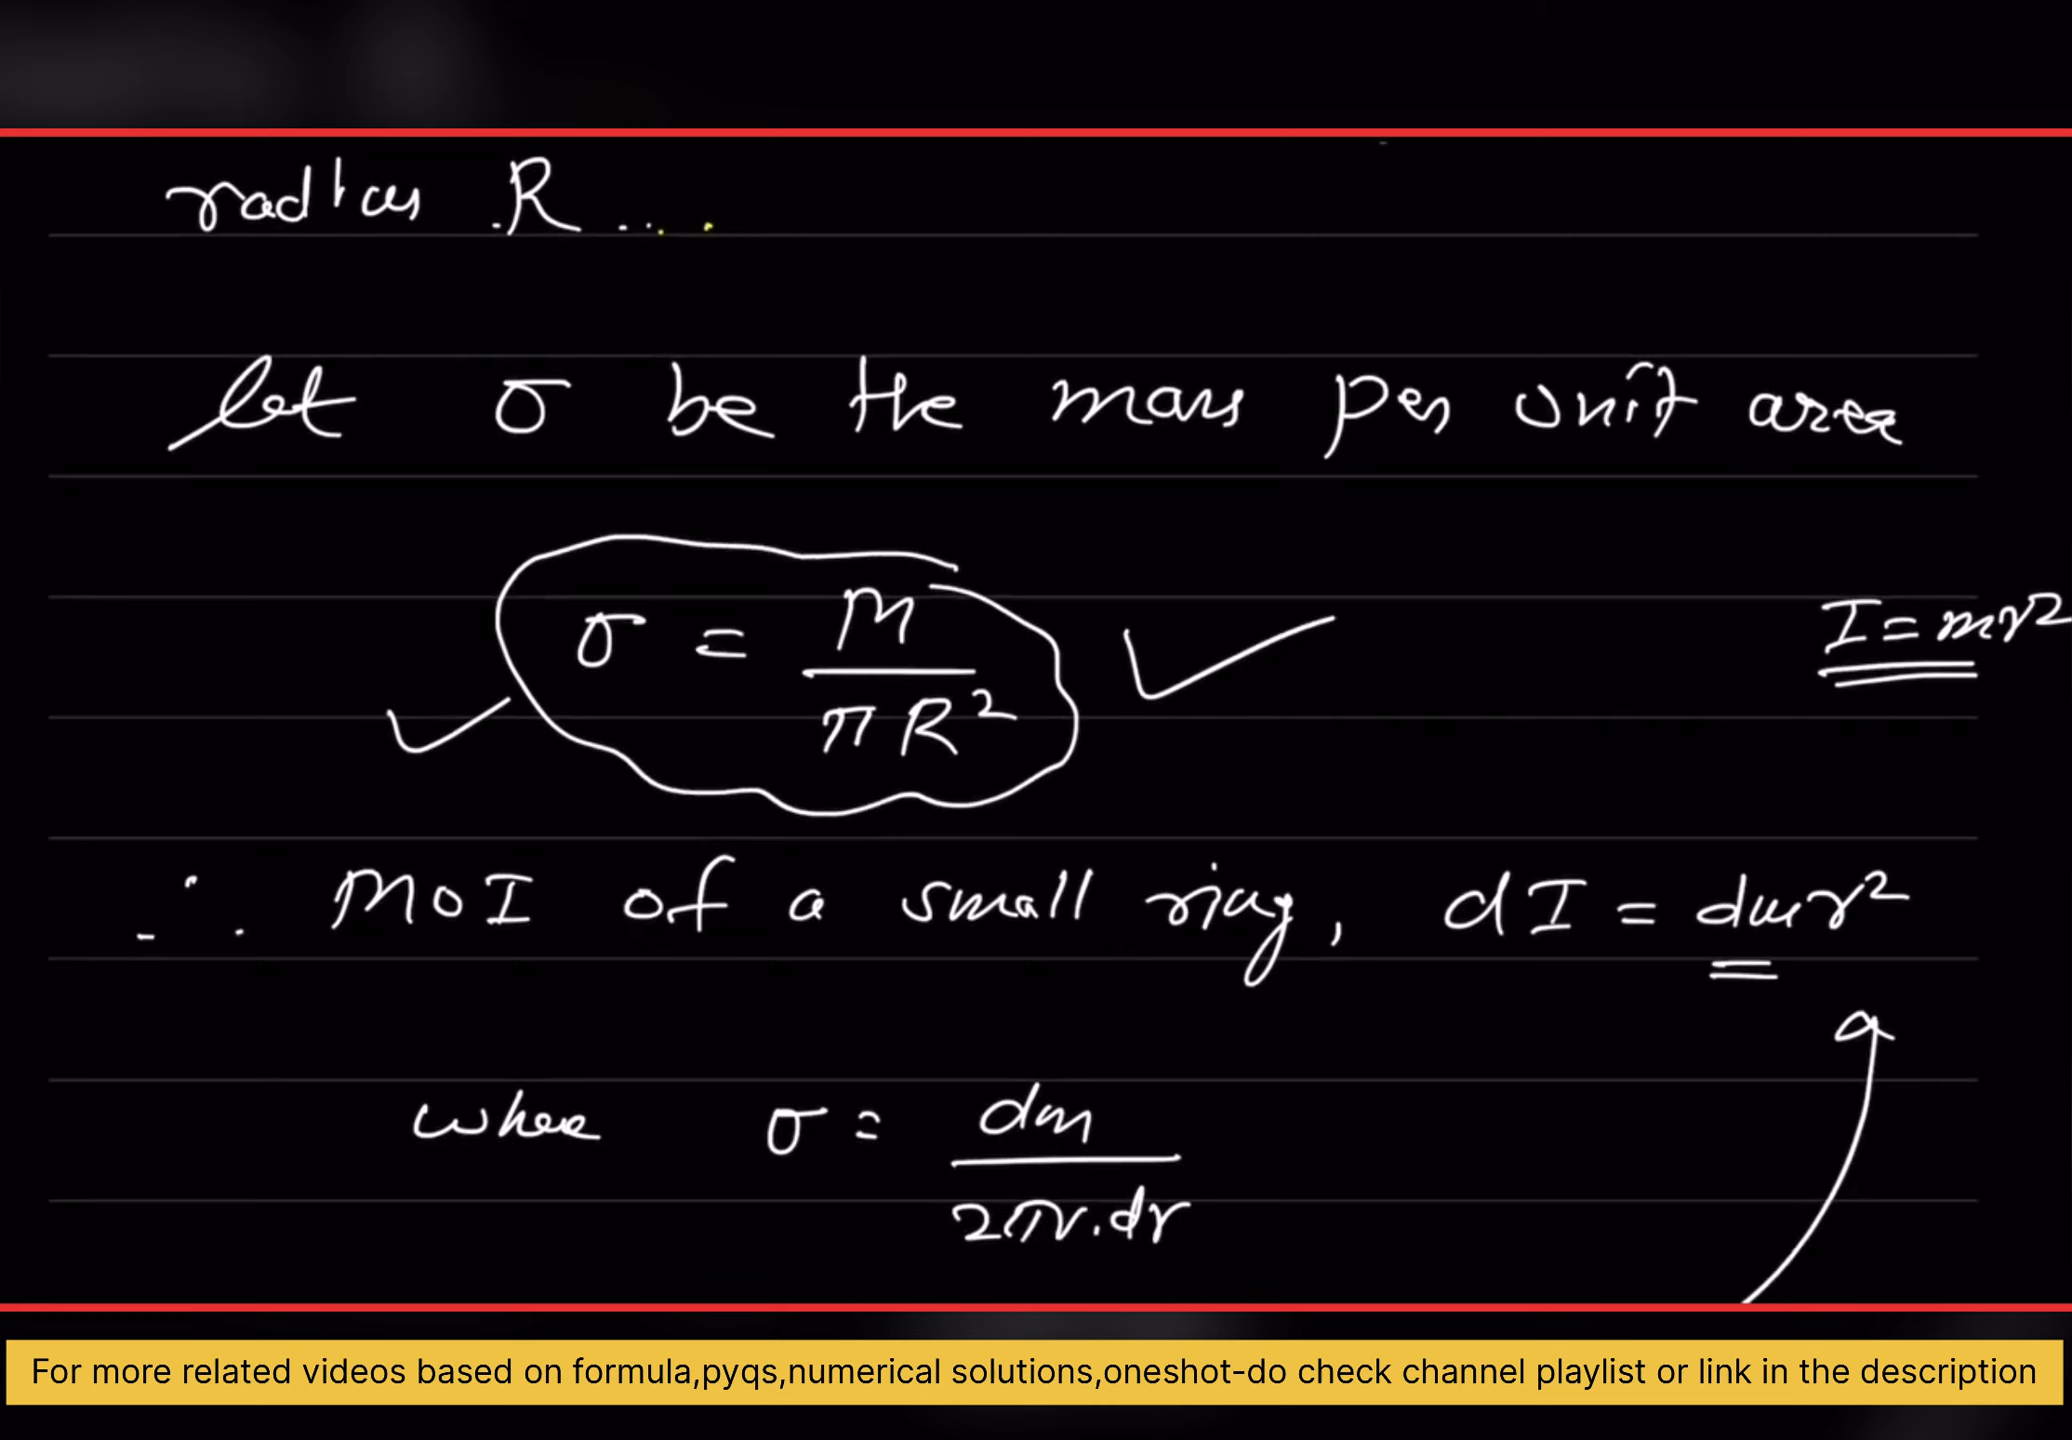 radius R....
let σ be the mass per unit area
σ = M / πR²
I = mr²
∴ MOI of a small ring, dI = dmr²
where σ = dm / 2πr.dr
For more related videos based on formula,pyqs,numerical solutions,oneshot-do check channel playlist or link in the description